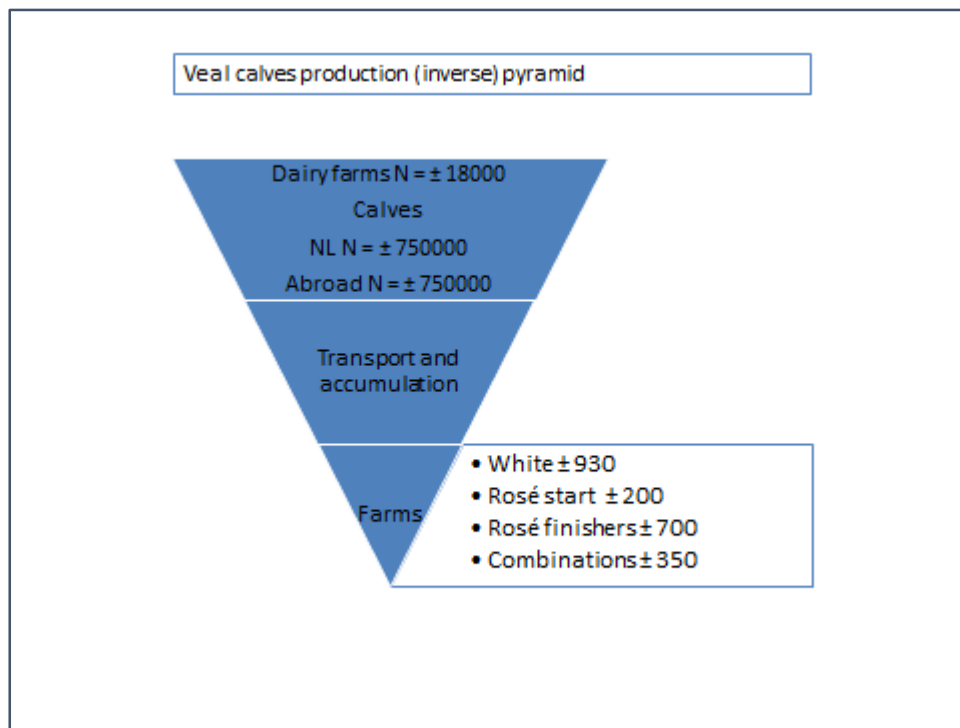 Veal calves production (inverse) pyramid
Dairy farms N = ± 18000
Calves
NL N = ± 750000
Abroad N = ± 750000
Transport and
accumulation
Farms
• White ± 930
• Rosé start ± 200
• Rosé finishers ± 700
• Combinations ± 350